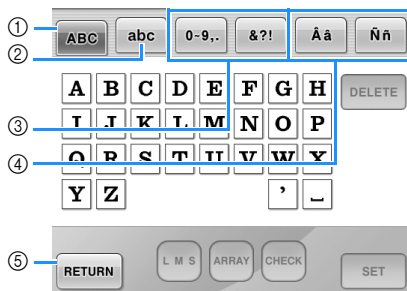 ① ABC abc 0~9,. &?! Ââ Ññ
②
A B C D E F G H DELETE
③ I J K L M N O P
④ Q R S T U V W X
Y Z ' ⎵
⑤ RETURN L M S ARRAY CHECK SET